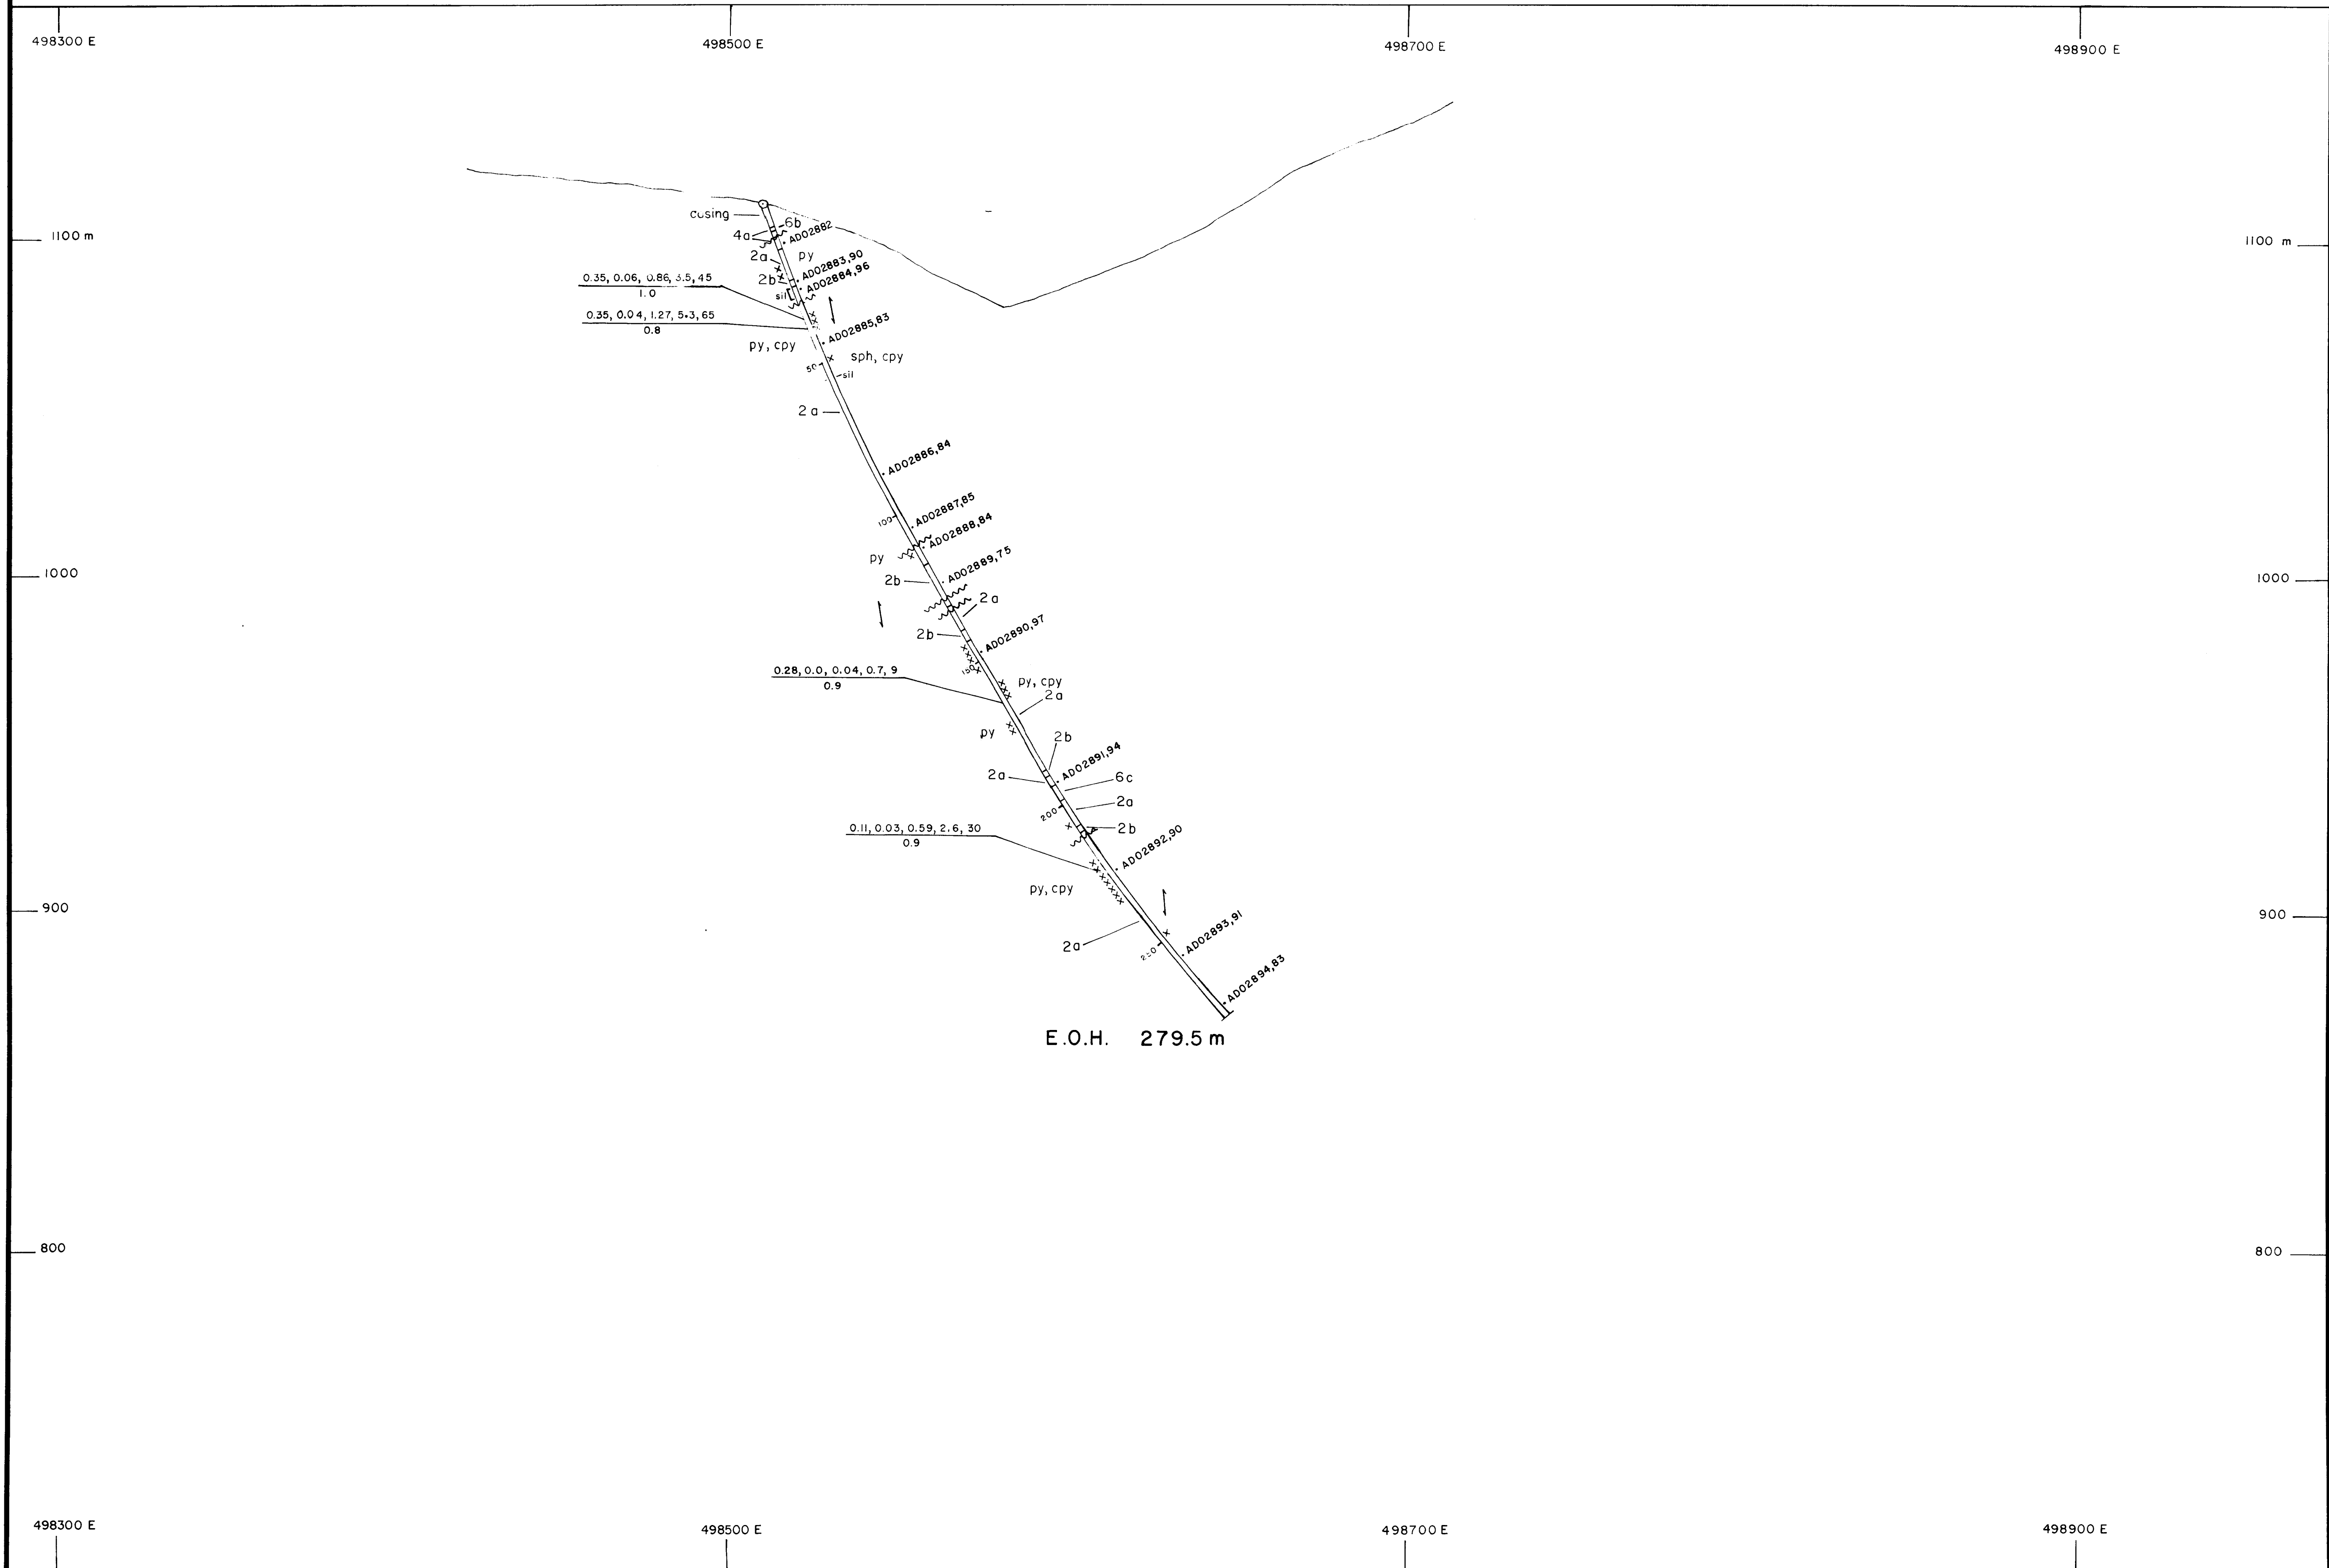 498300 E
498500 E
498700 E
498900 E
casing
6b
4a
AD02882
1100 m
1100 m
2a
py
AD02883,90
2b
AD02884,96
0.35, 0.06, 0.86, 3.5, 45
1.0
sil
0.35, 0.04, 1.27, 5.3, 65
0.8
AD02885,83
py, cpy
sph, cpy
50
sil
2a
AD02886,84
AD02887,85
100
AD02888,84
py
AD02889,75
1000
1000
2b
2a
2b
AD02890,97
150
0.28, 0.0, 0.04, 0.7, 9
0.9
py, cpy
2a
py
2b
AD02891,94
2a
6c
2a
200
0.11, 0.03, 0.59, 2.6, 30
0.9
2b
AD02892,90
py, cpy
900
900
AD02893,91
2a
250
AD02894,83
E.O.H. 279.5 m
800
800
498300 E
498500 E
498700 E
498900 E